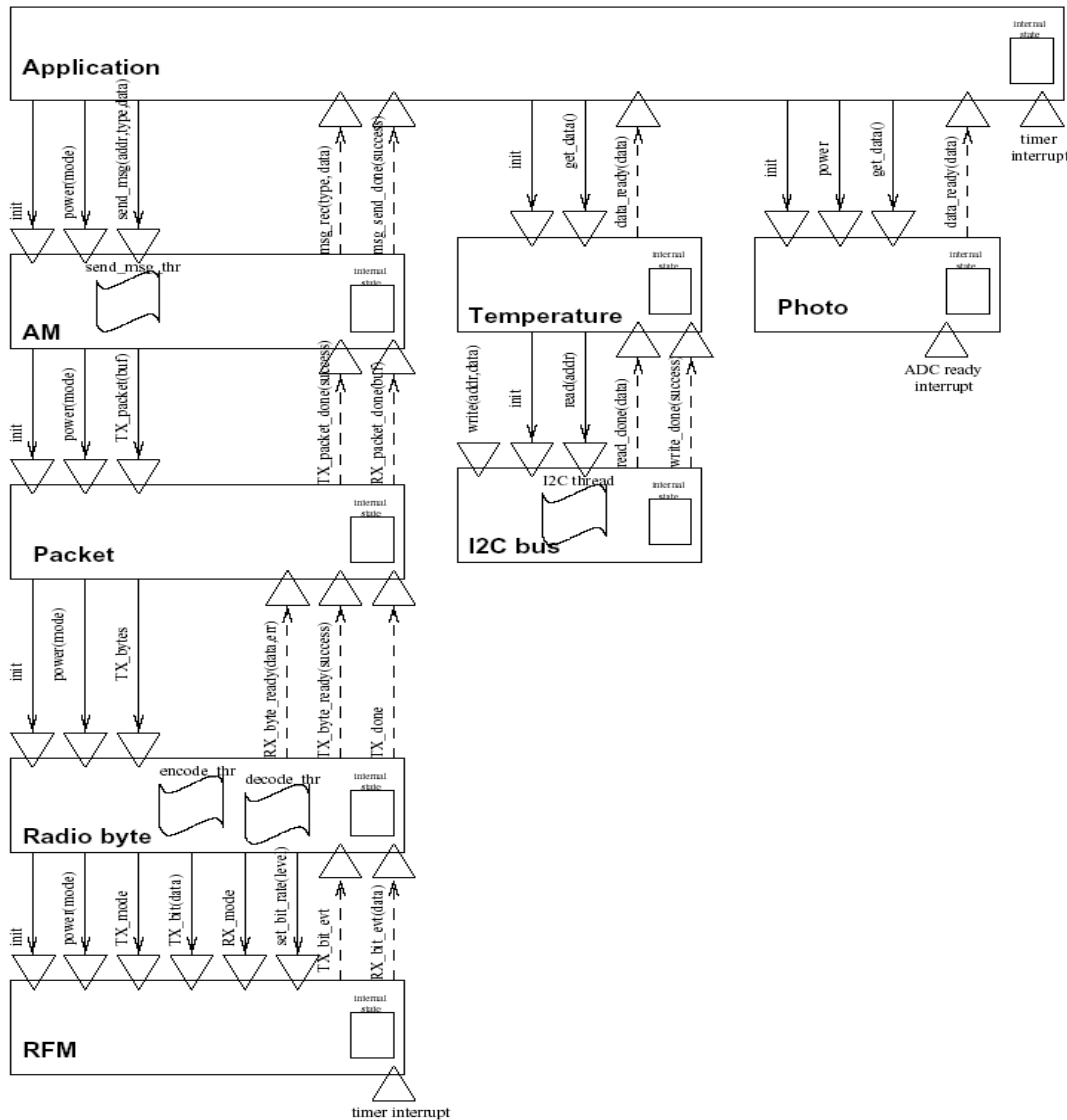 internal
state
Application
init
power(mode)
send_msg(addr,type,data)
msg_rec(type, data)
msg_send_done(success)
init
get_data()
data_ready(data)
init
power
get_data()
data_ready(data)
timer
interrupt
send_msg_thr
internal
state
AM
internal
state
Temperature
internal
state
Photo
ADC ready
interrupt
init
power(mode)
TX_packet(buf)
TX_packet_done(success)
RX_packet_done(buf)
write(addr,data)
init
read(addr)
read_done(data)
write_done(success)
internal
state
Packet
I2C thread
internal
state
I2C bus
init
power(mode)
TX_bytes
RX_byte_ready(data,err)
TX_byte_ready(success)
TX_done
encode_thr
decode_thr
internal
state
Radio byte
init
power(mode)
TX_mode
TX_bit(data)
RX_mode
set_bit_rate(leve.)
TX_bit_evt
RX_bit_evt(data)
internal
state
RFM
timer interrupt